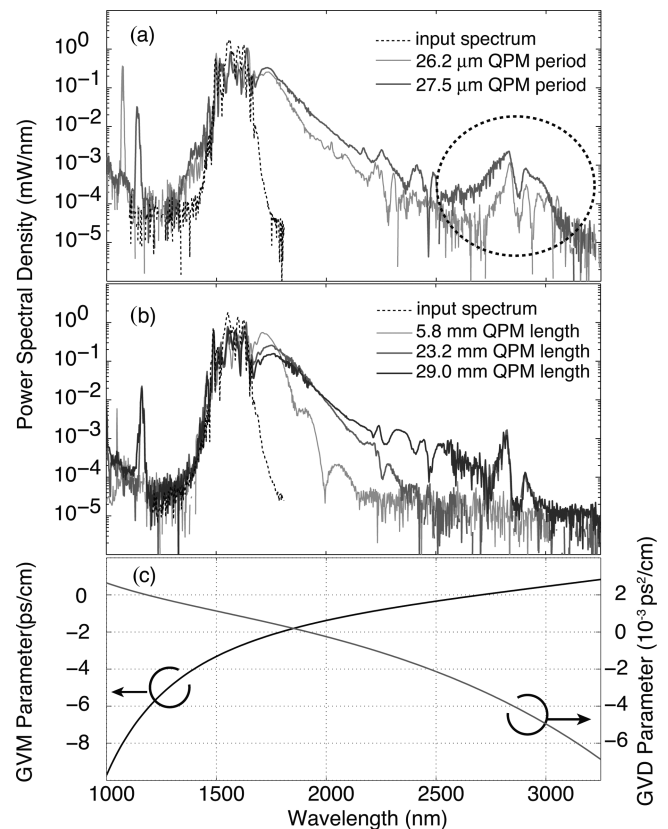 Power Spectral Density (mW/nm)
(a)
10^0
10^-1
10^-2
10^-3
10^-4
10^-5
input spectrum
26.2 μm QPM period
27.5 μm QPM period
(b)
10^0
10^-1
10^-2
10^-3
10^-4
10^-5
input spectrum
5.8 mm QPM length
23.2 mm QPM length
29.0 mm QPM length
(c)
GVM Parameter(ps/cm)
0
−2
−4
−6
−8
2
0
−2
−4
−6
GVD Parameter (10^-3 ps^2/cm)
1000 1500 2000 2500 3000
Wavelength (nm)